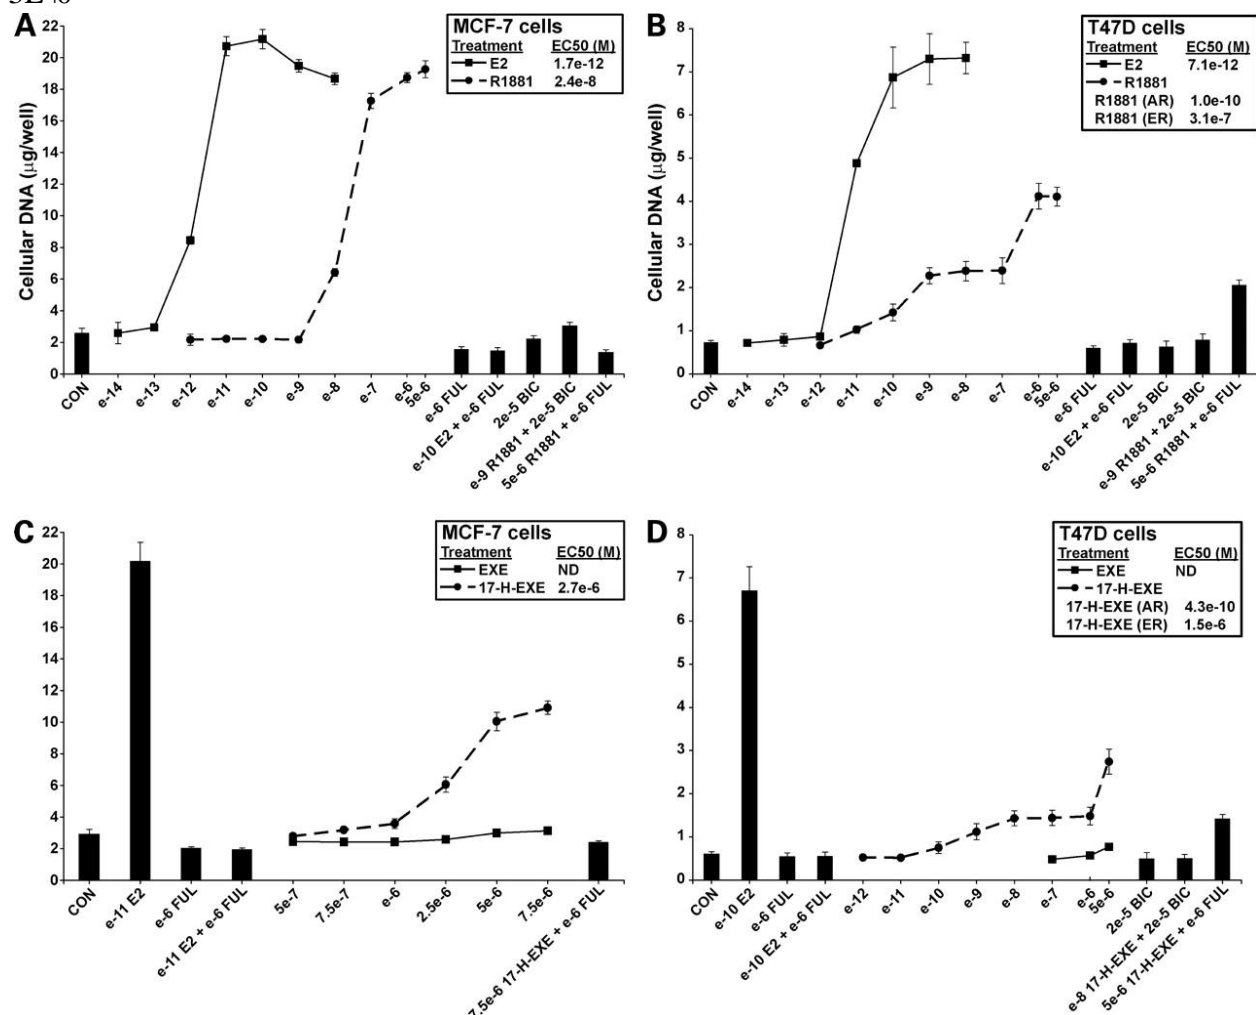 A
MCF-7 cells
Treatment EC50 (M)
E2 1.7e-12
R1881 2.4e-8
Cellular DNA (µg/well)
22
20
18
16
14
12
10
8
6
4
2
0
CON
e-14
e-13
e-12
e-11
e-10
e-9
e-8
e-7
e-6
5e-6
e-6 FUL
e-10 E2 + e-6 FUL
2e-5 BIC
e-9 R1881 + 2e-5 BIC
5e-6 R1881 + e-6 FUL
B
T47D cells
Treatment EC50 (M)
E2 7.1e-12
R1881
R1881 (AR) 1.0e-10
R1881 (ER) 3.1e-7
Cellular DNA (µg/well)
8
7
6
5
4
3
2
1
0
CON
e-14
e-13
e-12
e-11
e-10
e-9
e-8
e-7
e-6
5e-6
e-6 FUL
e-10 E2 + e-6 FUL
2e-5 BIC
e-9 R1881 + 2e-5 BIC
5e-6 R1881 + e-6 FUL
C
MCF-7 cells
Treatment EC50 (M)
EXE ND
17-H-EXE 2.7e-6
22
20
18
16
14
12
10
8
6
4
2
0
CON
e-11 E2
e-6 FUL
e-11 E2 + e-6 FUL
5e-7
7.5e-7
e-6
2.5e-6
5e-6
7.5e-6
7.5e-6 17-H-EXE + e-6 FUL
D
T47D cells
Treatment EC50 (M)
EXE ND
17-H-EXE
17-H-EXE (AR) 4.3e-10
17-H-EXE (ER) 1.5e-6
8
7
6
5
4
3
2
1
0
CON
e-10 E2
e-6 FUL
e-10 E2 + e-6 FUL
e-12
e-11
e-10
e-9
e-8
e-7
e-6
5e-6
2e-5 BIC
e-8 17-H-EXE + 2e-5 BIC
5e-6 17-H-EXE + e-6 FUL